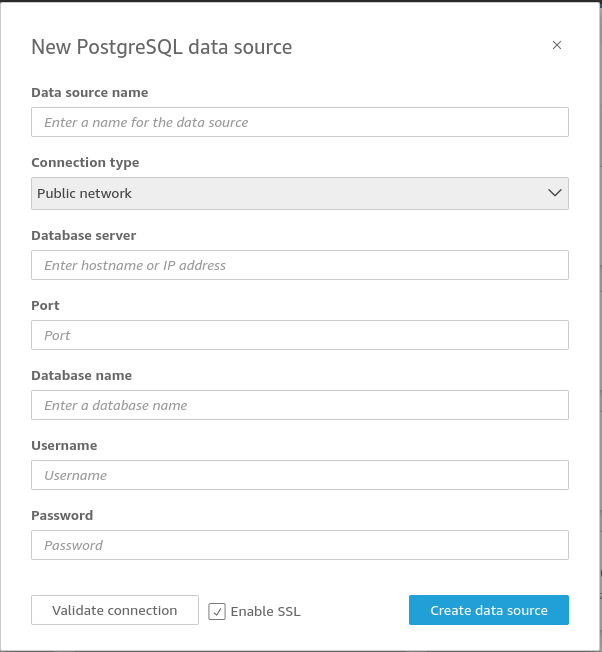 New PostgreSQL data source
Data source name
Enter a name for the data source
Connection type
Public network
Database server
Enter hostname or IP address
Port
Port
Database name
Enter a database name
Username
Username
Password
Password
Validate connection Enable SSL Create data source